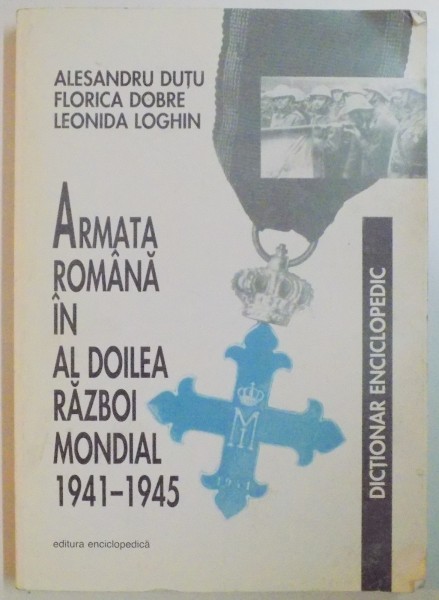 ALESANDRU DUȚU
FLORICA DOBRE
LEONIDA LOGHIN
ARMATA
ROMÂNĂ
ÎN
AL DOILEA
RĂZBOI
MONDIAL
1941-1945
editura enciclopedică
DICȚIONAR ENCICLOPEDIC
M
1941